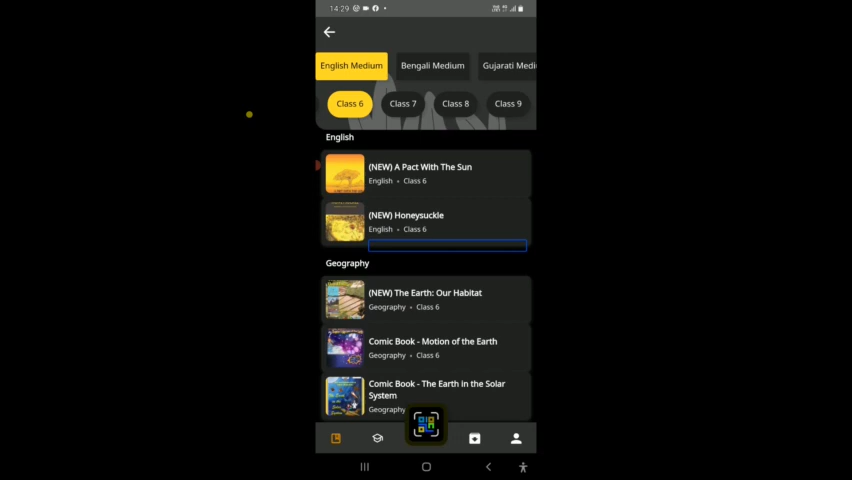 14:29
English Medium Bengali Medium Gujarati Medi
Class 6 Class 7 Class 8 Class 9
English
(NEW) A Pact With The Sun
English • Class 6
(NEW) Honeysuckle
English • Class 6
Geography
(NEW) The Earth: Our Habitat
Geography • Class 6
Comic Book - Motion of the Earth
Geography • Class 6
Comic Book - The Earth in the Solar
System
Geography